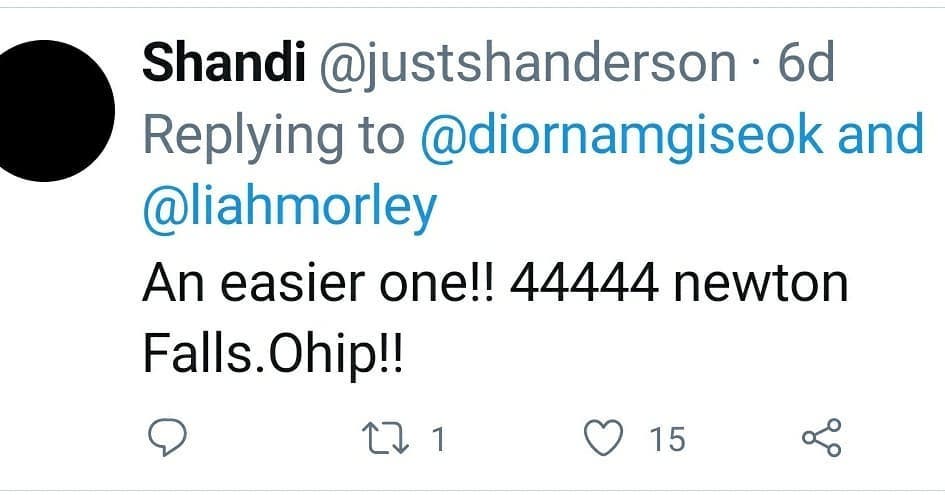 Shandi @justshanderson · 6d
Replying to @diornamgiseok and
@liahmorley
An easier one!! 44444 newton
Falls.Ohip!!
1 15